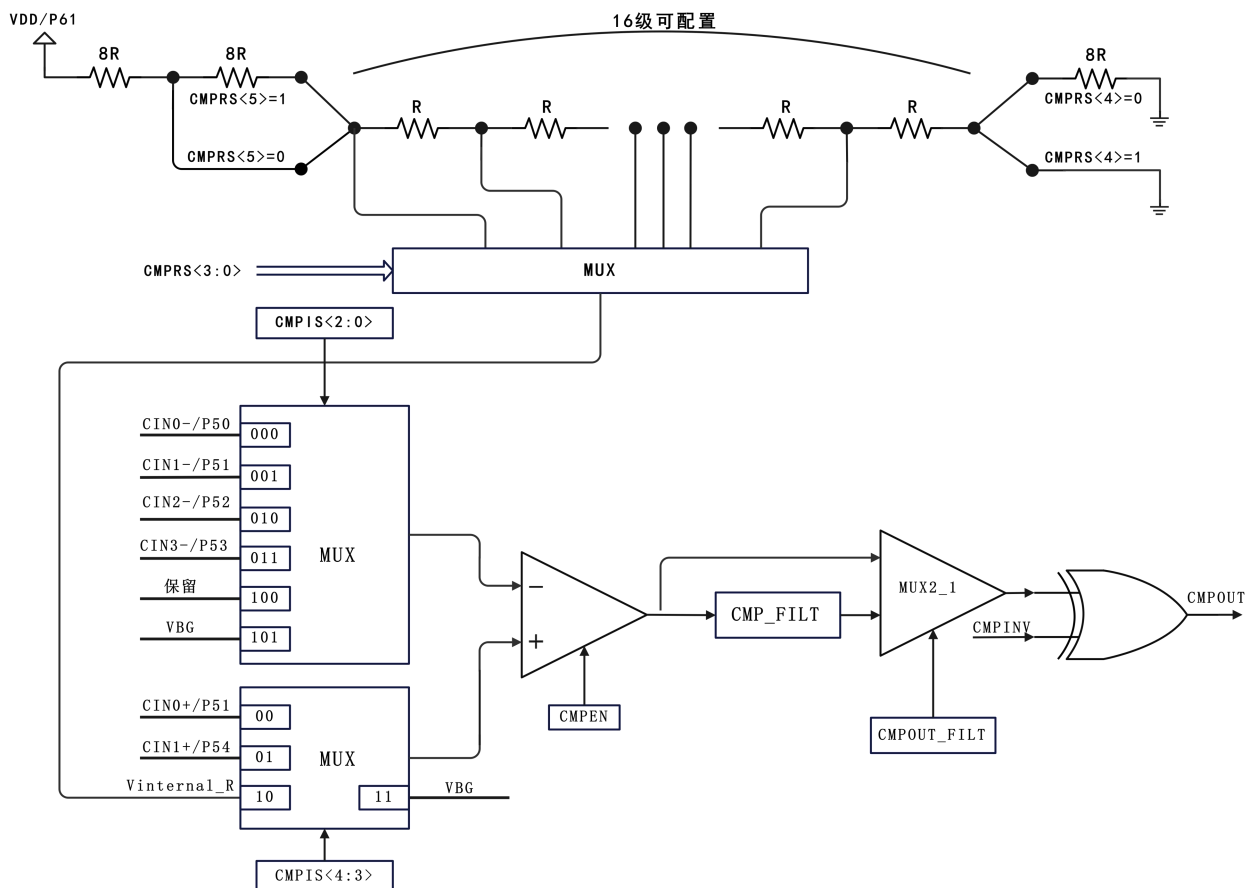 VDD/P61
16级可配置
8R
8R
8R
CMPRS<5>=1
CMPRS<4>=0
R
R
R
R
CMPRS<5>=0
CMPRS<4>=1
CMPRS<3:0>
MUX
CMPIS<2:0>
CIN0-/P50
000
CIN1-/P51
001
CIN2-/P52
010
CIN3-/P53
011
MUX
保留
100
VBG
101
−
+
CMP_FILT
MUX2_1
CMPINV
CMPOUT
CMPEN
CMPOUT_FILT
CIN0+/P51
00
CIN1+/P54
01
MUX
Vinternal_R
10
11
VBG
CMPIS<4:3>